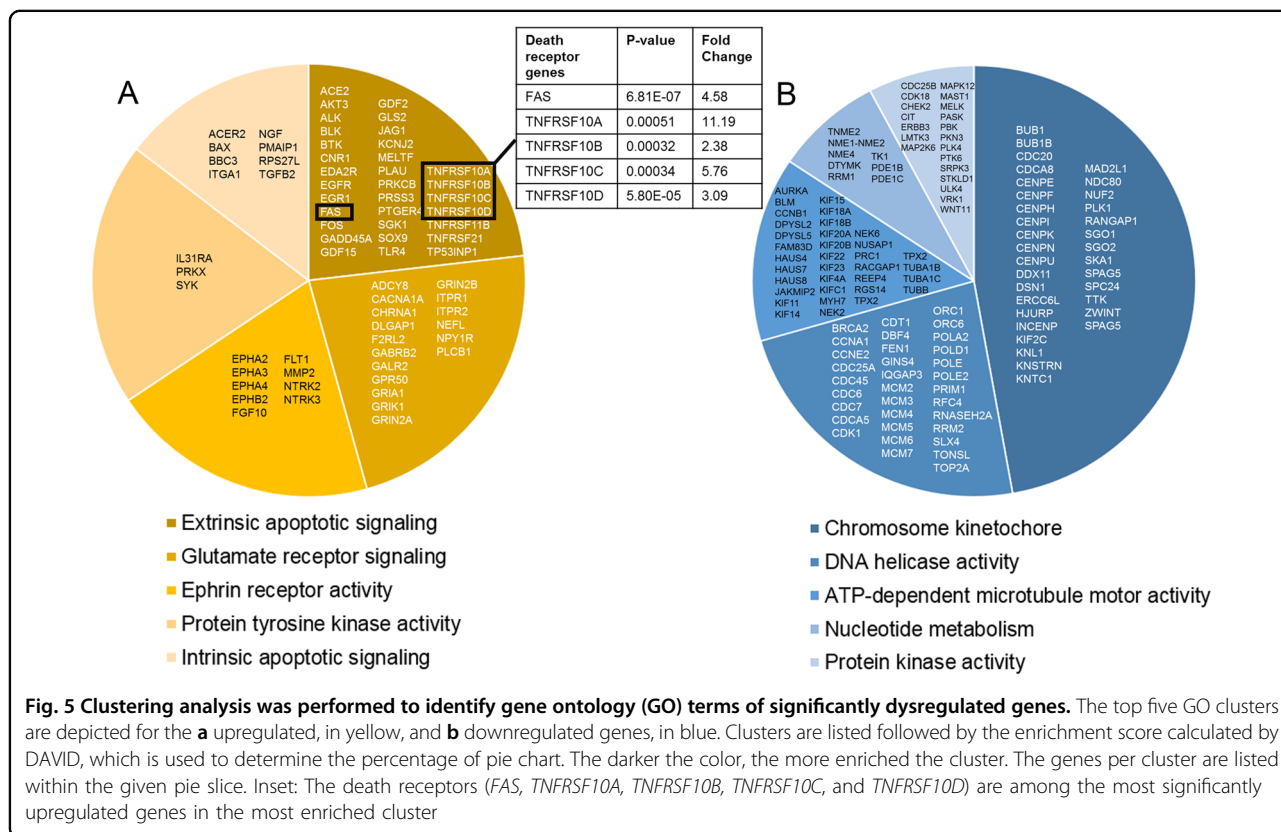 A
ACE2
AKT3
ALK
BLK
BTK
CNR1
EDA2R
EGFR
EGR1
FAS
FOS
GADD45A
GDF15
GDF2
GLS2
JAG1
KCNJ2
MELTF
PLAU
PRKCB
PRSS3
PTGER4
SGK1
SOX9
TLR4
TNFRSF10A
TNFRSF10B
TNFRSF10C
TNFRSF10D
TNFRSF11B
TNFRSF21
TP53INP1
ADCY8
CACNA1A
CHRNA1
DLGAP1
F2RL2
GABRB2
GALR2
GPR50
GRIA1
GRIK1
GRIN2A
GRIN2B
ITPR1
ITPR2
NEFL
NPY1R
PLCB1
EPHA2
EPHA3
EPHA4
EPHB2
FGF10
FLT1
MMP2
NTRK2
NTRK3
IL31RA
PRKX
SYK
ACER2
BAX
BBC3
ITGA1
NGF
PMAIP1
RPS27L
TGFB2
Extrinsic apoptotic signaling
Glutamate receptor signaling
Ephrin receptor activity
Protein tyrosine kinase activity
Intrinsic apoptotic signaling
Death receptor genes P-value Fold Change
FAS 6.81E-07 4.58
TNFRSF10A 0.00051 11.19
TNFRSF10B 0.00032 2.38
TNFRSF10C 0.00034 5.76
TNFRSF10D 5.80E-05 3.09
B
BUB1
BUB1B
CDC20
CDCA8
CENPE
CENPF
CENPH
CENPI
CENPK
CENPN
CENPU
DDX11
DSN1
ERCC6L
HJURP
INCENP
KIF2C
KNL1
KNSTRN
KNTC1
MAD2L1
NDC80
NUF2
PLK1
RANGAP1
SGO1
SGO2
SKA1
SPAG5
SPC24
TTK
ZWINT
SPAG5
BRCA2
CCNA1
CCNE2
CDC25A
CDC45
CDC6
CDC7
CDCA5
CDK1
CDT1
DBF4
FEN1
GINS4
IQGAP3
MCM2
MCM3
MCM4
MCM5
MCM6
MCM7
ORC1
ORC6
POLA2
POLD1
POLE
POLE2
PRIM1
RFC4
RNASEH2A
RRM2
SLX4
TONSL
TOP2A
AURKA
BLM
CCNB1
DPYSL2
DPYSL5
FAM83D
HAUS4
HAUS7
HAUS8
JAKMIP2
KIF11
KIF14
KIF15
KIF18A
KIF18B
KIF20A
KIF20B
KIF22
KIF23
KIF4A
KIFC1
MYH7
NEK2
NEK6
NUSAP1
PRC1
RACGAP1
REEP4
RGS14
TPX2
TPX2
TUBA1B
TUBA1C
TUBB
TNME2
NME1-NME2
NME4
DTYMK
RRM1
TK1
PDE1B
PDE1C
CDC25B
CDK18
CHEK2
CIT
ERBB3
LMTK3
MAP2K6
MAPK12
MAST1
MELK
PASK
PBK
PKN3
PLK4
PTK6
SRPK3
STKLD1
ULK4
VRK1
WNT11
Chromosome kinetochore
DNA helicase activity
ATP-dependent microtubule motor activity
Nucleotide metabolism
Protein kinase activity
Fig. 5 Clustering analysis was performed to identify gene ontology (GO) terms of significantly dysregulated genes. The top five GO clusters
are depicted for the a upregulated, in yellow, and b downregulated genes, in blue. Clusters are listed followed by the enrichment score calculated by
DAVID, which is used to determine the percentage of pie chart. The darker the color, the more enriched the cluster. The genes per cluster are listed
within the given pie slice. Inset: The death receptors (FAS, TNFRSF10A, TNFRSF10B, TNFRSF10C, and TNFRSF10D) are among the most significantly
upregulated genes in the most enriched cluster